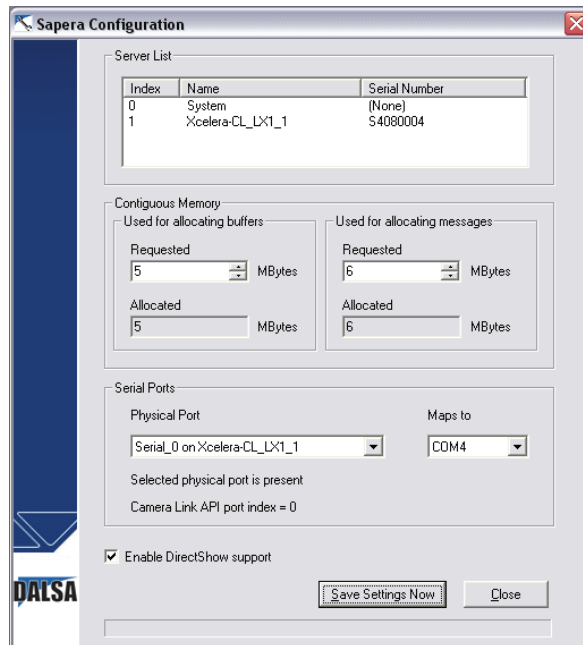 Sapera Configuration
Server List
Index Name Serial Number
0 System (None)
1 Xcelera-CL_LX1_1 S4080004
Contiguous Memory
Used for allocating buffers
Requested
5 MBytes
Allocated
5 MBytes
Used for allocating messages
Requested
6 MBytes
Allocated
6 MBytes
Serial Ports
Physical Port Maps to
Serial_0 on Xcelera-CL_LX1_1 COM4
Selected physical port is present
Camera Link API port index = 0
Enable DirectShow support
DALSA
Save Settings Now Close